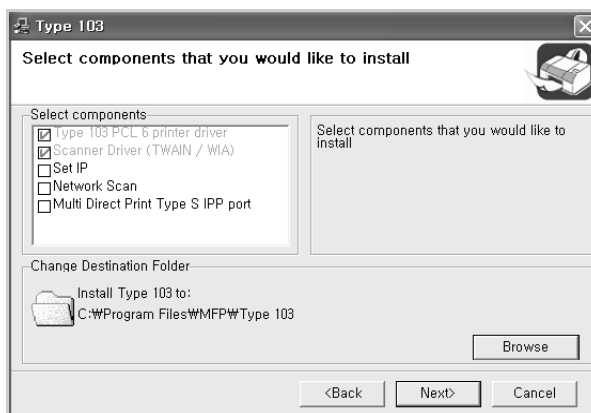 Type 103
Select components that you would like to install
Select components
Type 103 PCL 6 printer driver
Scanner Driver (TWAIN / WIA)
Set IP
Network Scan
Multi Direct Print Type S IPP port
Select components that you would like to
install
Change Destination Folder
Install Type 103 to:
C:₩Program Files₩MFP₩Type 103
Browse
<Back
Next>
Cancel